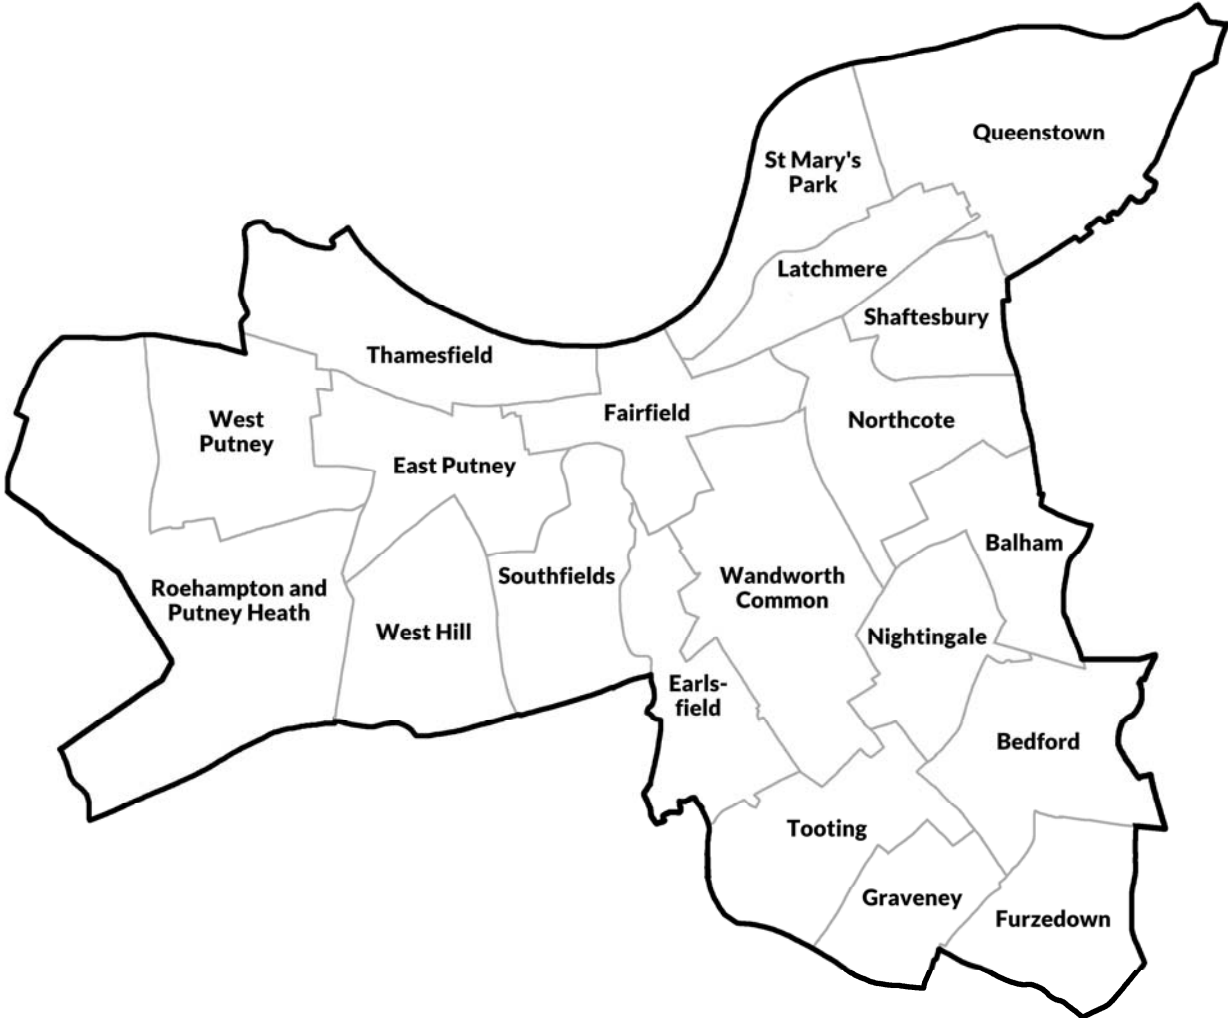 Queenstown
St Mary's
Park
Latchmere
Shaftesbury
Thamesfield
Fairfield
West
Putney
Northcote
East Putney
Balham
Roehampton and
Putney Heath
Southfields
Wandworth
Common
West Hill
Nightingale
Earls-
field
Bedford
Tooting
Graveney
Furzedown